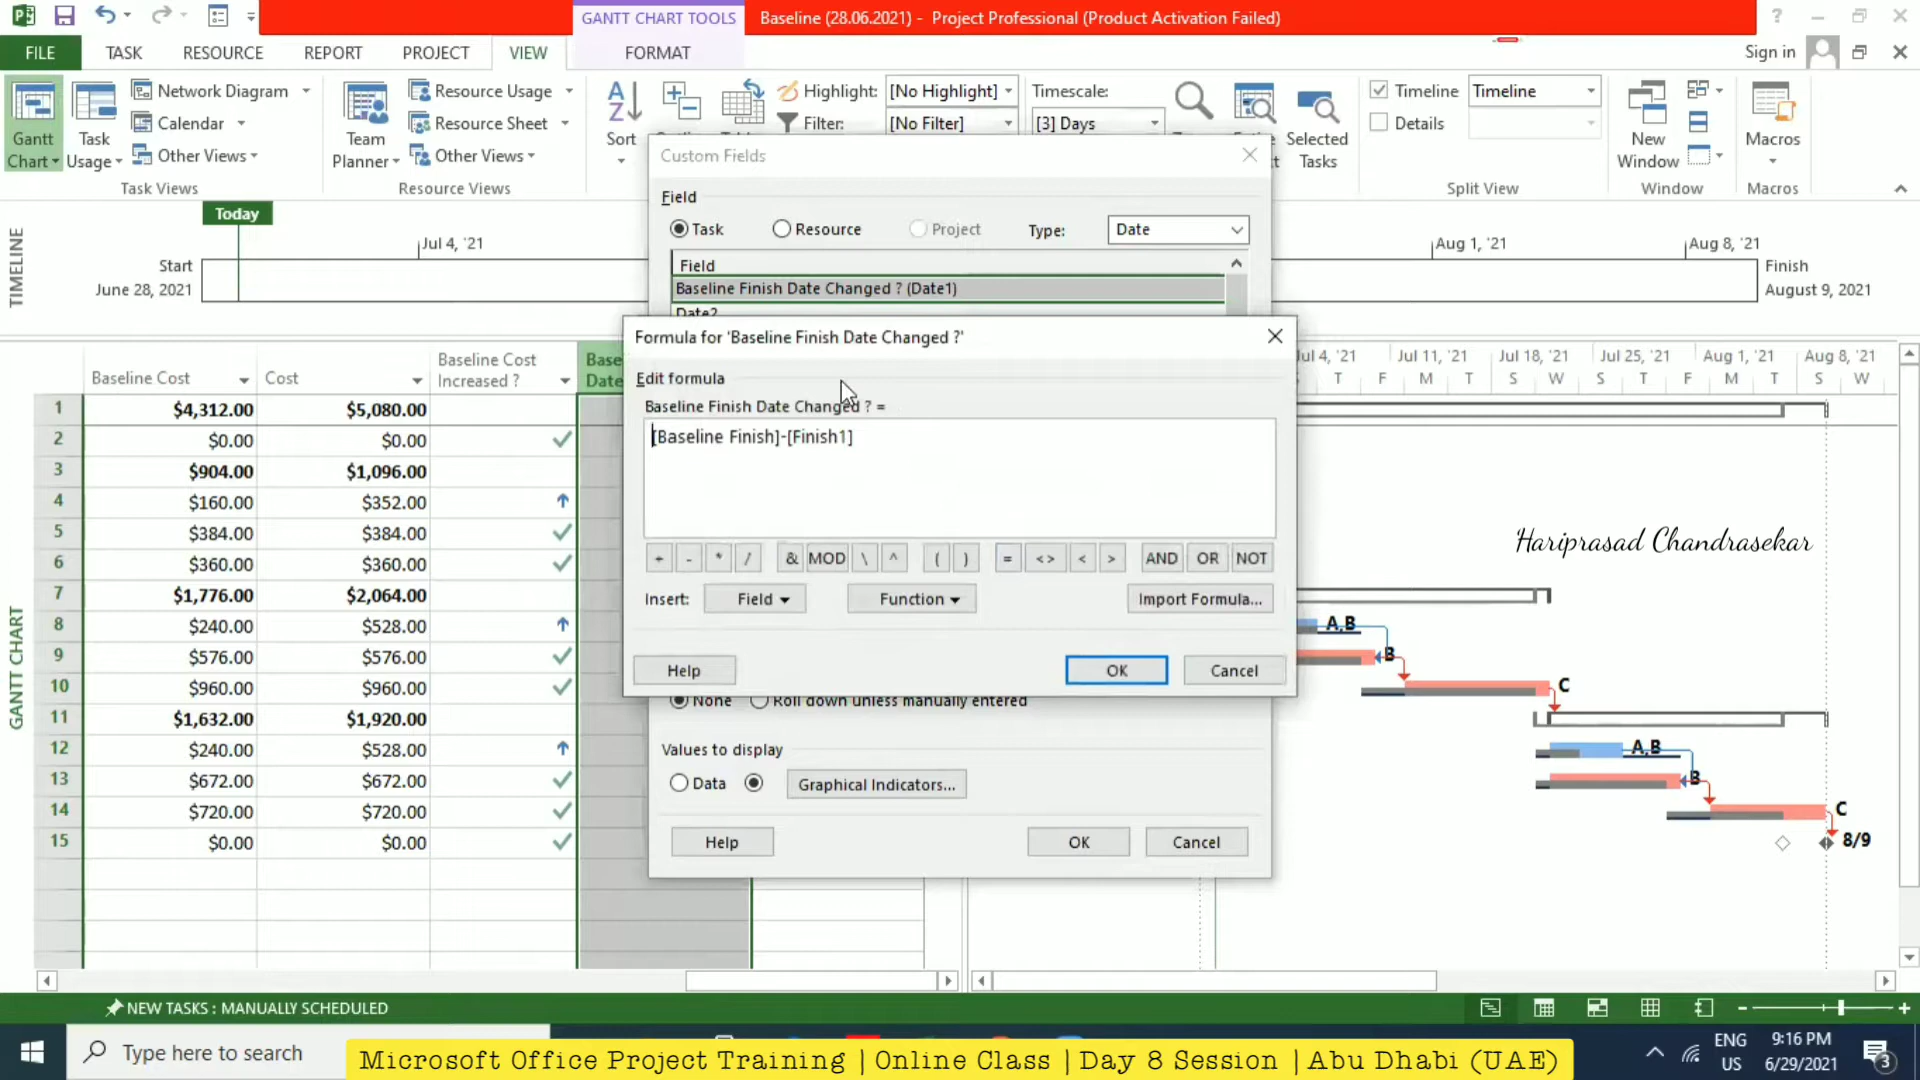 GANTT CHART TOOLS
Baseline (28.06.2021) - Project Professional (Product Activation Failed)
FILE TASK RESOURCE REPORT PROJECT VIEW FORMAT
Sign in
Gantt Chart
Task Usage
Network Diagram
Calendar
Other Views
Task Views
Team Planner
Resource Usage
Resource Sheet
Other Views
Resource Views
Sort
Highlight: [No Highlight]
Filter: [No Filter]
Timescale:
[3] Days
Selected Tasks
Timeline Timeline
Details
Split View
New Window
Window
Macros
Macros
TIMELINE
Today
Jul 4, '21
Aug 1, '21
Aug 8, '21
Start
June 28, 2021
Finish
August 9, 2021
Custom Fields
Field
Task Resource Project Type: Date
Field
Baseline Finish Date Changed ? (Date1)
Date2
Formula for 'Baseline Finish Date Changed ?'
Edit formula
Baseline Finish Date Changed ? =
[Baseline Finish]-[Finish1]
+ - * / & MOD \ ^ ( ) = <> < > AND OR NOT
Insert: Field Function Import Formula...
Help OK Cancel
None Roll down unless manually entered
Values to display
Data Graphical Indicators...
Help OK Cancel
GANTT CHART
Baseline Cost Cost Baseline Cost Increased ?
1 $4,312.00 $5,080.00
2 $0.00 $0.00
3 $904.00 $1,096.00
4 $160.00 $352.00
5 $384.00 $384.00
6 $360.00 $360.00
7 $1,776.00 $2,064.00
8 $240.00 $528.00
9 $576.00 $576.00
10 $960.00 $960.00
11 $1,632.00 $1,920.00
12 $240.00 $528.00
13 $672.00 $672.00
14 $720.00 $720.00
15 $0.00 $0.00
Jul 11, '21 Jul 18, '21 Jul 25, '21 Aug 1, '21 Aug 8, '21
T F M T S W S T F M T S W
Hariprasad Chandrasekar
A,B
B
C
A,B
B
C
8/9
NEW TASKS : MANUALLY SCHEDULED
Type here to search
ENG
US
9:16 PM
6/29/2021
3
Microsoft Office Project Training | Online Class | Day 8 Session | Abu Dhabi (UAE)